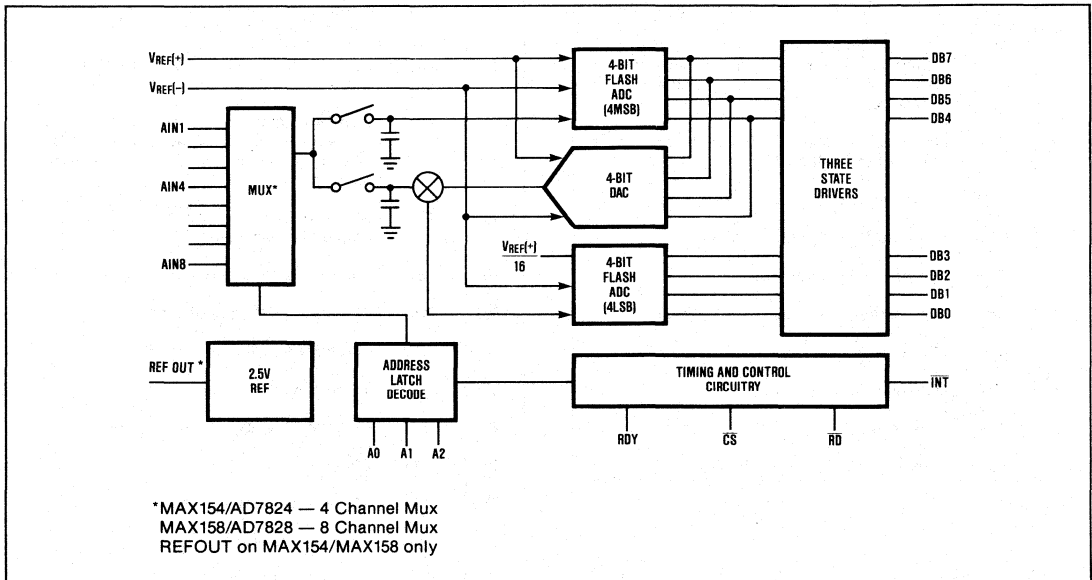 VREF(+)
VREF(-)
4-BIT
FLASH
ADC
(4MSB)
DB7
DB6
DB5
DB4
AIN1
AIN4
AIN8
MUX*
4-BIT
DAC
THREE
STATE
DRIVERS
VREF(+)
16
4-BIT
FLASH
ADC
(4LSB)
DB3
DB2
DB1
DB0
REF OUT *
2.5V
REF
ADDRESS
LATCH
DECODE
TIMING AND CONTROL
CIRCUITRY
INT
A0 A1 A2
RDY CS RD
*MAX154/AD7824 — 4 Channel Mux
MAX158/AD7828 — 8 Channel Mux
REFOUT on MAX154/MAX158 only